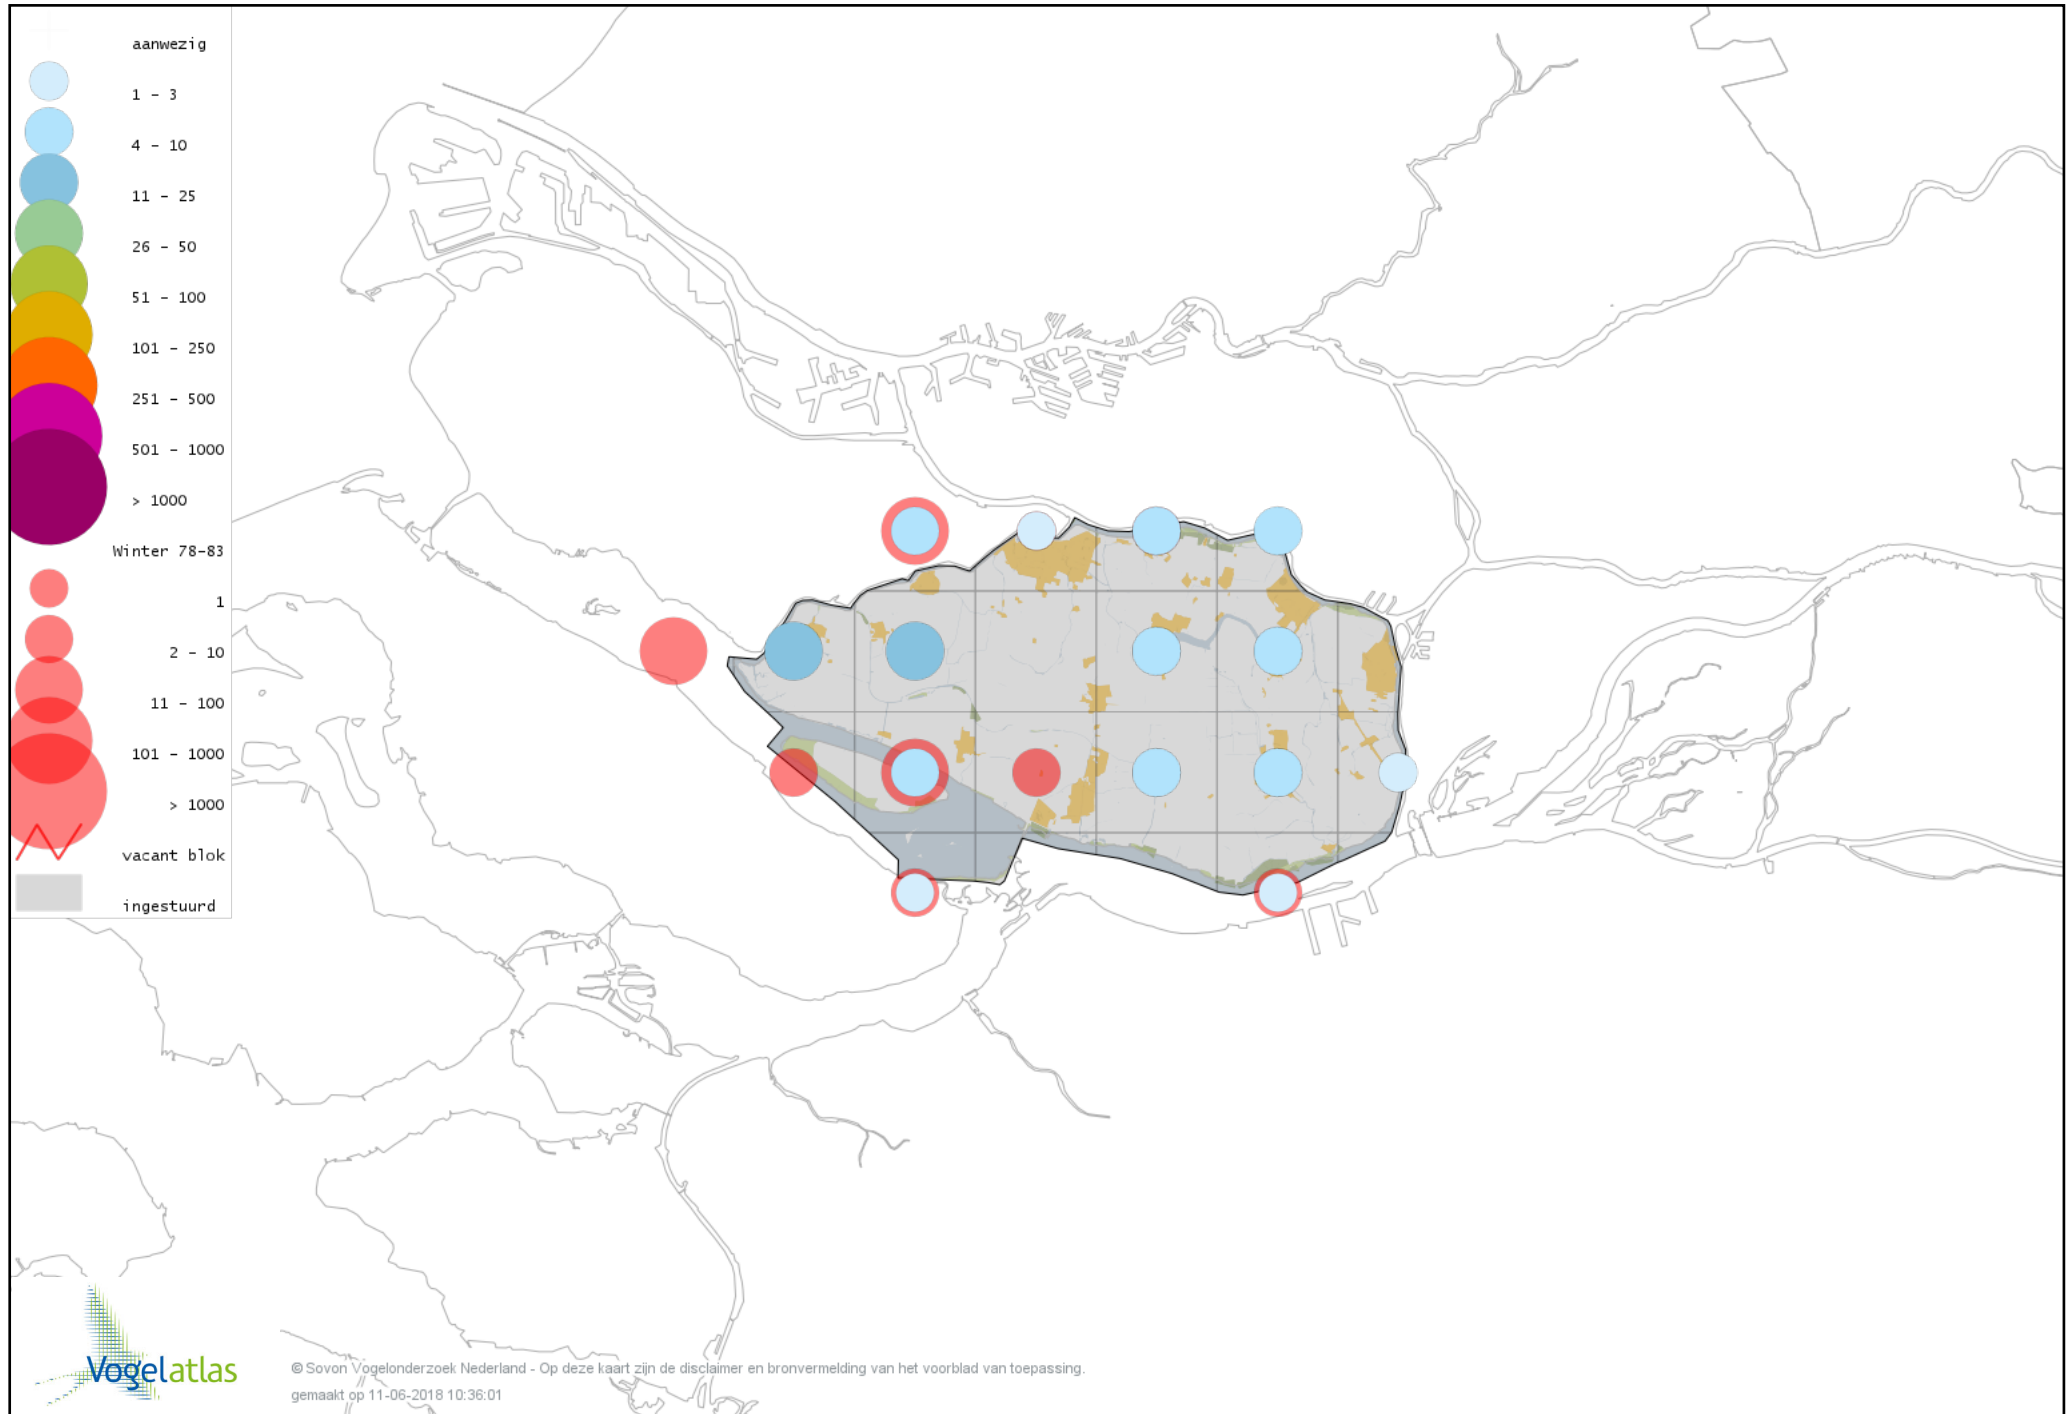 aanwezig
1 - 3
4 - 10
11 - 25
26 - 50
51 - 100
101 - 250
251 - 500
501 - 1000
> 1000
Winter 78-83
1
2 - 10
11 - 100
101 - 1000
> 1000
vacant blok
ingestuurd
Vogelatlas
© Sovon Vogelonderzoek Nederland - Op deze kaart zijn de disclaimer en bronvermelding van het voorblad van toepassing.
gemaakt op 11-06-2018 10:36:01